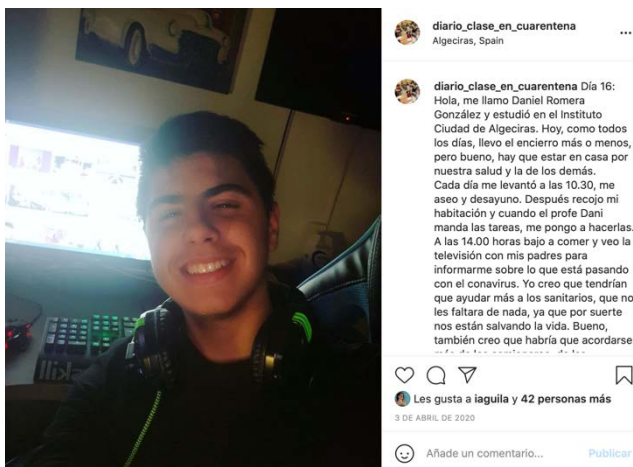 diario_clase_en_cuarentena
Algeciras, Spain
diario_clase_en_cuarentena Día 16:
Hola, me llamo Daniel Romera
González y estudió en el Instituto
Ciudad de Algeciras. Hoy, como todos
los días, llevo el encierro más o menos,
pero bueno, hay que estar en casa por
nuestra salud y la de los demás.
Cada día me levantó a las 10.30, me
aseo y desayuno. Después recojo mi
habitación y cuando el profe Dani
manda las tareas, me pongo a hacerlas.
A las 14.00 horas bajo a comer y veo la
televisión con mis padres para
informarme sobre lo que está pasando
con el conavirus. Yo creo que tendrían
que ayudar más a los sanitarios, que no
les faltara de nada, ya que por suerte
nos están salvando la vida. Bueno,
también creo que habría que acordarse
Les gusta a iaguila y 42 personas más
3 DE ABRIL DE 2020
Añade un comentario...
Publicar